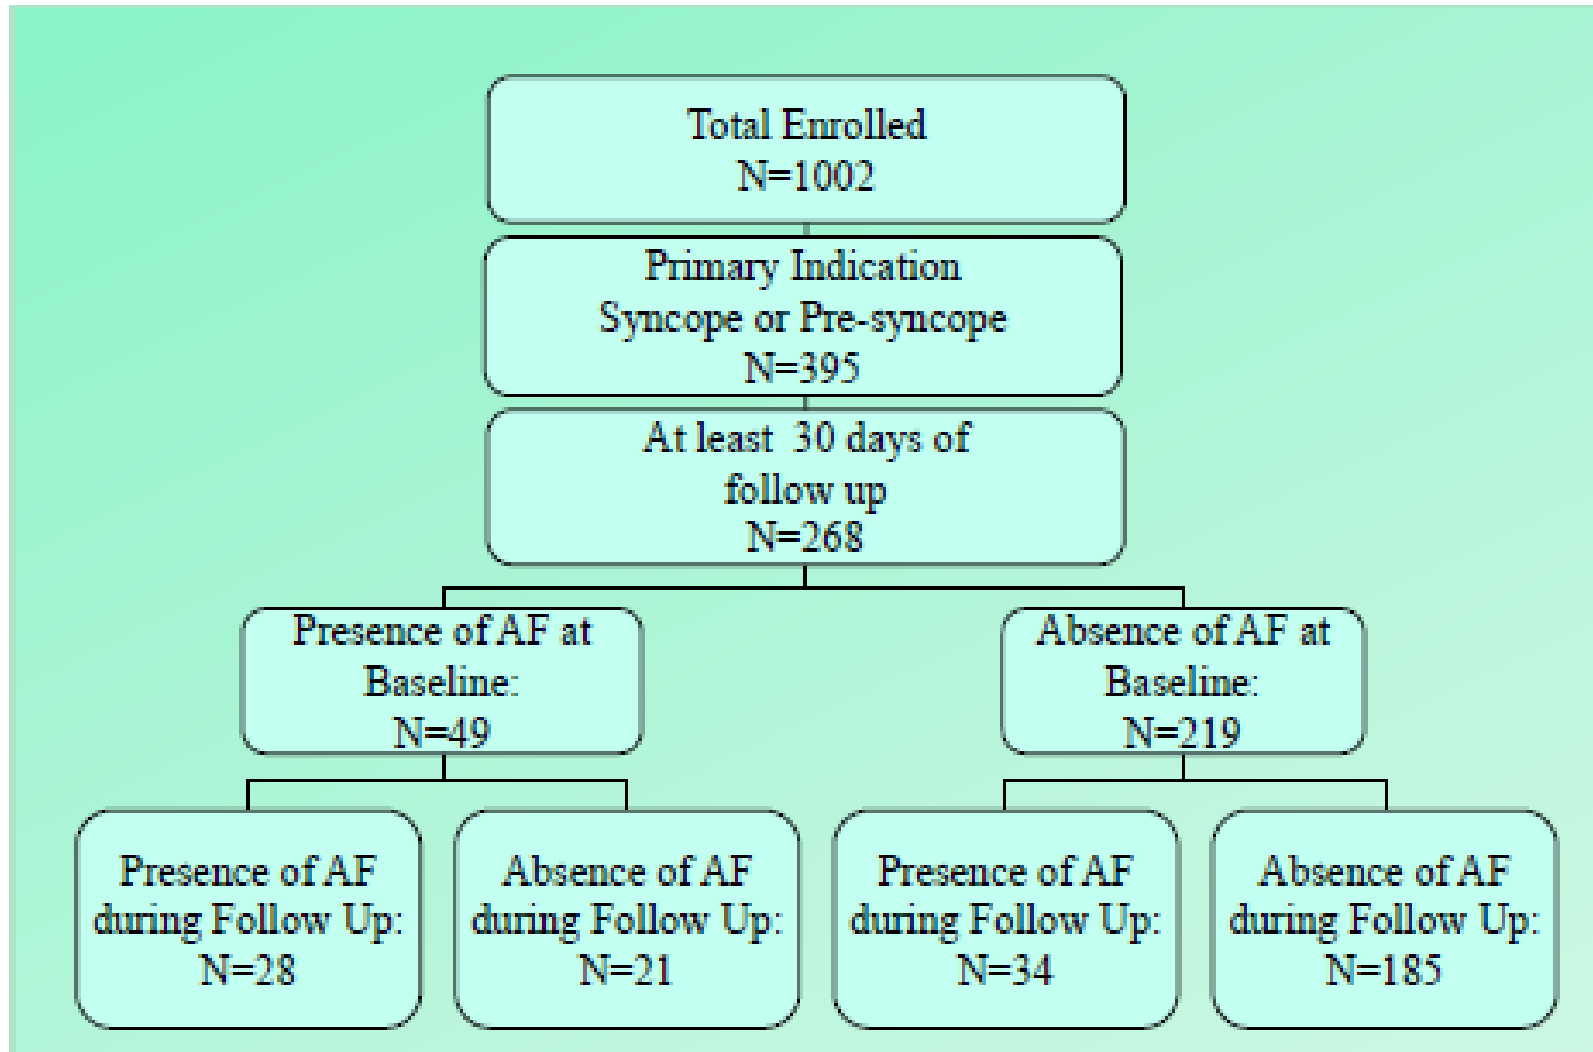 Total Enrolled
N=1002
Primary Indication
Syncope or Pre-syncope
N=395
At least 30 days of
follow up
N=268
Presence of AF at
Baseline:
N=49
Absence of AF at
Baseline:
N=219
Presence of AF
during Follow Up:
N=28
Absence of AF
during Follow Up:
N=21
Presence of AF
during Follow Up:
N=34
Absence of AF
during Follow Up:
N=185